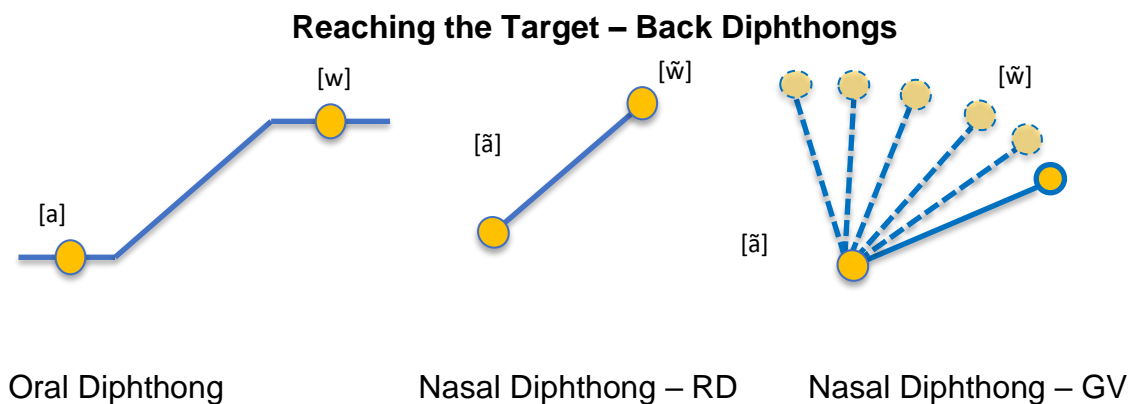 Reaching the Target – Back Diphthongs
[w]
[a]
[w̃]
[ã]
[w̃]
[ã]
Oral Diphthong
Nasal Diphthong – RD
Nasal Diphthong – GV